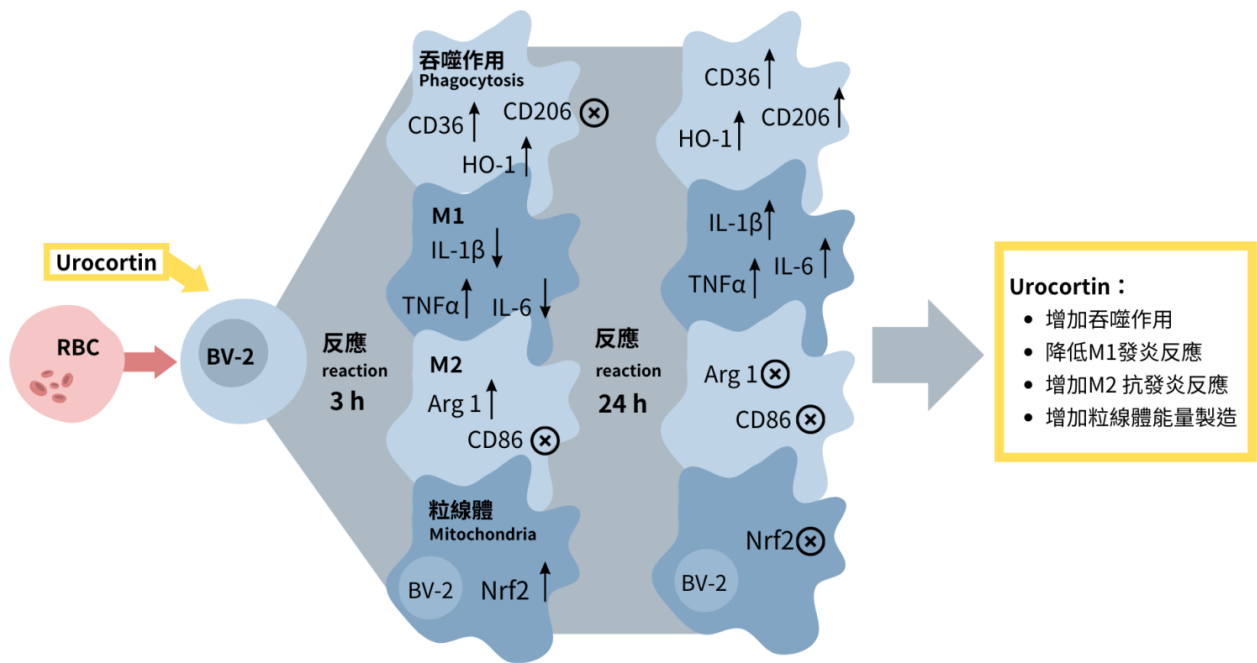 Urocortin
RBC
BV-2
反應
reaction
3 h
吞噬作用
Phagocytosis
CD36
CD206
HO-1
M1
IL-1β
TNFα
IL-6
M2
Arg 1
CD86
粒線體
Mitochondria
BV-2
Nrf2
反應
reaction
24 h
CD36
CD206
HO-1
IL-1β
IL-6
TNFα
Arg 1
CD86
Nrf2
BV-2
Urocortin：
• 增加吞噬作用
• 降低M1發炎反應
• 增加M2 抗發炎反應
• 增加粒線體能量製造